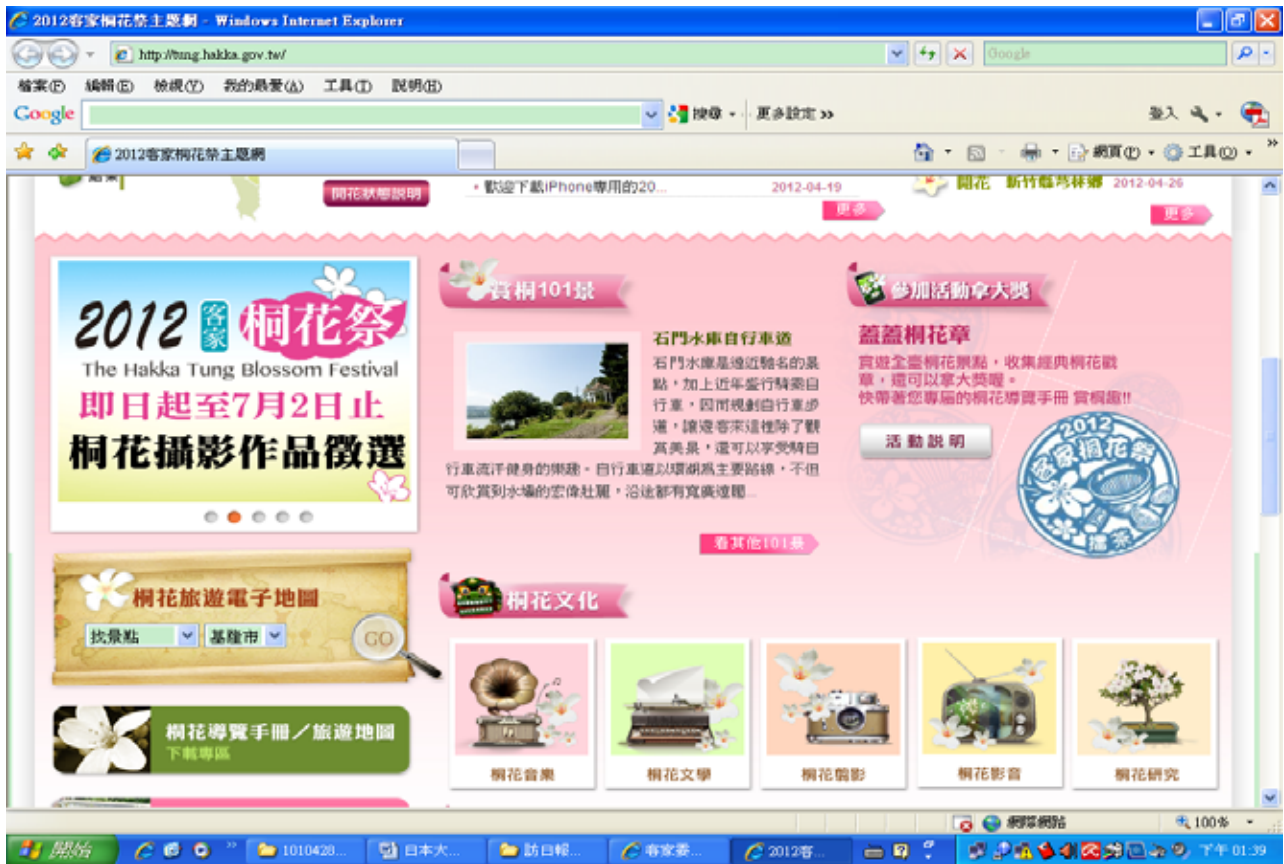 2012客家桐花祭主題網 - Windows Internet Explorer
http://tung.hakka.gov.tw/
Google
檔案(F) 編輯(E) 檢視(V) 我的最愛(A) 工具(T) 說明(H)
Google 搜尋 更多設定 » 登入
2012客家桐花祭主題網 網頁(P) 工具(O)
開花狀態說明
• 歡迎下載iPhone專用的20... 2012-04-19
更多
開花 新竹縣芎林鄉 2012-04-26
更多
2012 客家 桐花祭
The Hakka Tung Blossom Festival
即日起至7月2日止
桐花攝影作品徵選
賞桐101景
石門水庫自行車道
石門水庫是遠近馳名的景
點，加上近年盛行騎乘自
行車，因而規劃自行車步
道，讓遊客來這裡除了觀
賞美景，還可以享受騎自
行車流汗健身的樂趣。自行車道以環湖為主要路線，不但
可欣賞到水壩的宏偉壯麗，沿途都有寬廣遼闊...
看其他101景
參加活動拿大獎
蓋蓋桐花章
賞遊全臺桐花景點，收集經典桐花戳
章，還可以拿大獎喔。
快帶著您專屬的桐花導覽手冊 賞桐趣!!
活動說明
2012
客家桐花祭
擂茶
桐花旅遊電子地圖
找景點 基隆市 GO
桐花導覽手冊／旅遊地圖
下載專區
桐花文化
桐花音樂 桐花文學 桐花剪影 桐花影音 桐花研究
網際網路 100%
開始 1010428... 日本大... 訪日報... 客家委... 2012客... 下午 01:39